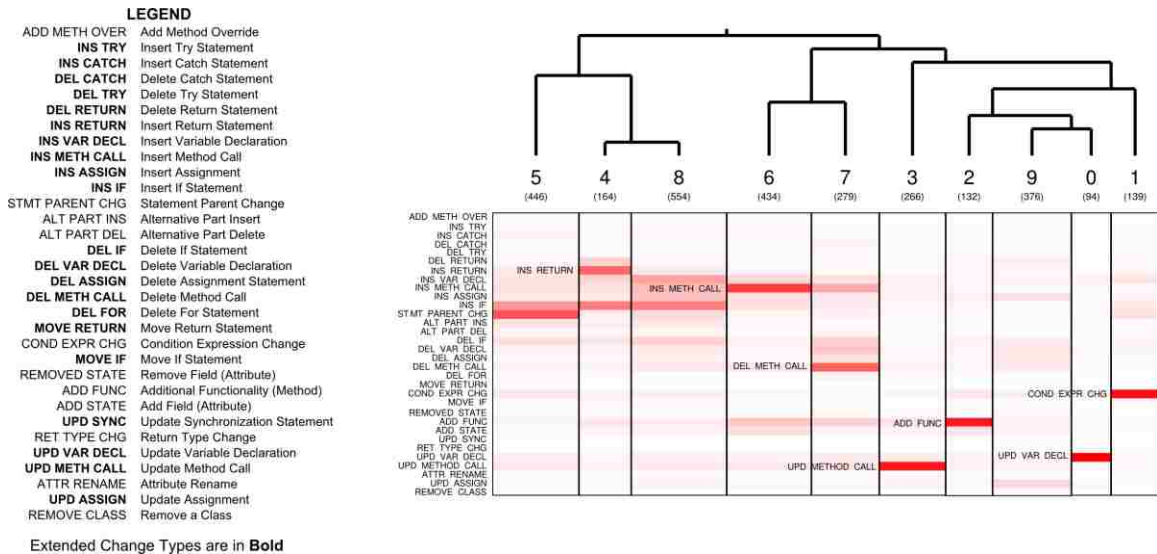 LEGEND
ADD METH OVER Add Method Override
INS TRY Insert Try Statement
INS CATCH Insert Catch Statement
DEL CATCH Delete Catch Statement
DEL TRY Delete Try Statement
DEL RETURN Delete Return Statement
INS RETURN Insert Return Statement
INS VAR DECL Insert Variable Declaration
INS METH CALL Insert Method Call
INS ASSIGN Insert Assignment
INS IF Insert If Statement
STMT PARENT CHG Statement Parent Change
ALT PART INS Alternative Part Insert
ALT PART DEL Alternative Part Delete
DEL IF Delete If Statement
DEL VAR DECL Delete Variable Declaration
DEL ASSIGN Delete Assignment Statement
DEL METH CALL Delete Method Call
DEL FOR Delete For Statement
MOVE RETURN Move Return Statement
COND EXPR CHG Condition Expression Change
MOVE IF Move If Statement
REMOVED STATE Remove Field (Attribute)
ADD FUNC Additional Functionality (Method)
ADD STATE Add Field (Attribute)
UPD SYNC Update Synchronization Statement
RET TYPE CHG Return Type Change
UPD VAR DECL Update Variable Declaration
UPD METH CALL Update Method Call
ATTR RENAME Attribute Rename
UPD ASSIGN Update Assignment
REMOVE CLASS Remove a Class
Extended Change Types are in Bold
5 4 8 6 7 3 2 9 0 1
(446) (164) (554) (434) (279) (266) (132) (376) (94) (139)
ADD METH OVER
INS TRY
INS CATCH
DEL CATCH
DEL TRY
DEL RETURN
INS RETURN INS RETURN
INS VAR DECL
INS METH CALL INS METH CALL
INS ASSIGN
INS IF
STMT PARENT CHG
ALT PART INS
ALT PART DEL
DEL IF
DEL VAR DECL
DEL ASSIGN
DEL METH CALL DEL METH CALL
DEL FOR
MOVE RETURN
COND EXPR CHG COND EXPR CHG
MOVE IF
REMOVED STATE
ADD FUNC ADD FUNC
ADD STATE
UPD SYNC
RET TYPE CHG
UPD VAR DECL UPD VAR DECL
UPD METHOD CALL UPD METHOD CALL
ATTR RENAME
UPD ASSIGN
REMOVE CLASS